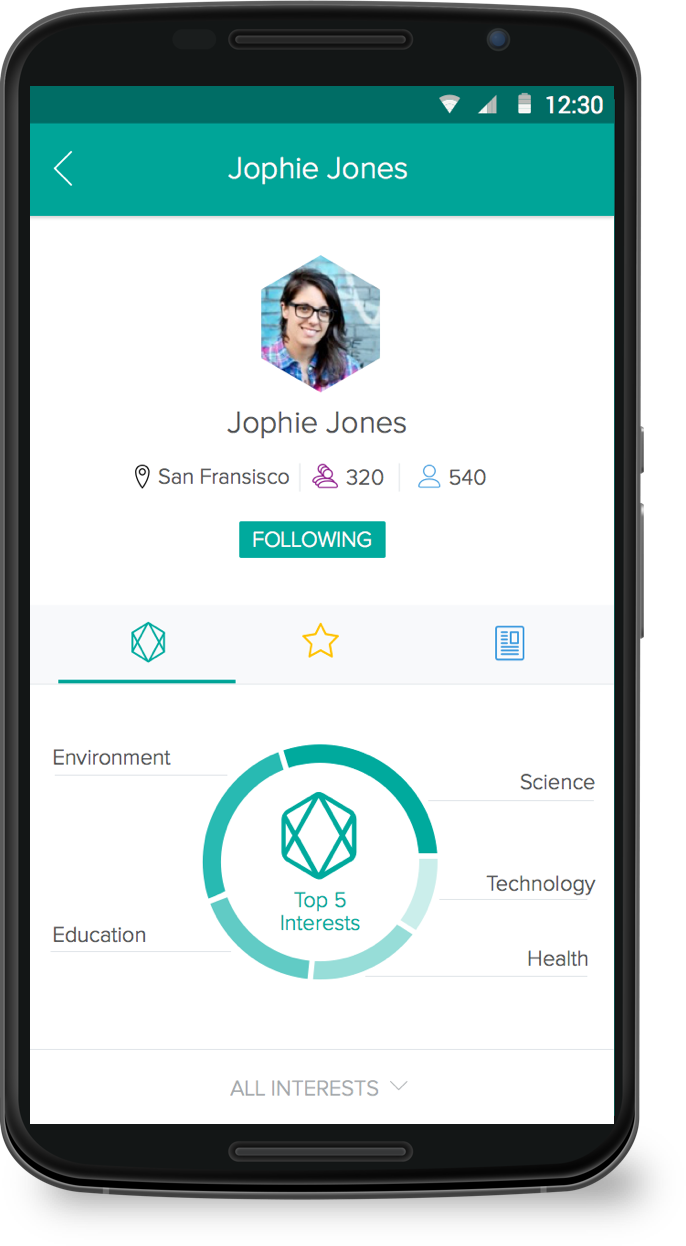 12:30
Jophie Jones
Jophie Jones
San Fransisco 320 540
FOLLOWING
Environment
Science
Top 5
Interests
Technology
Education
Health
ALL INTERESTS